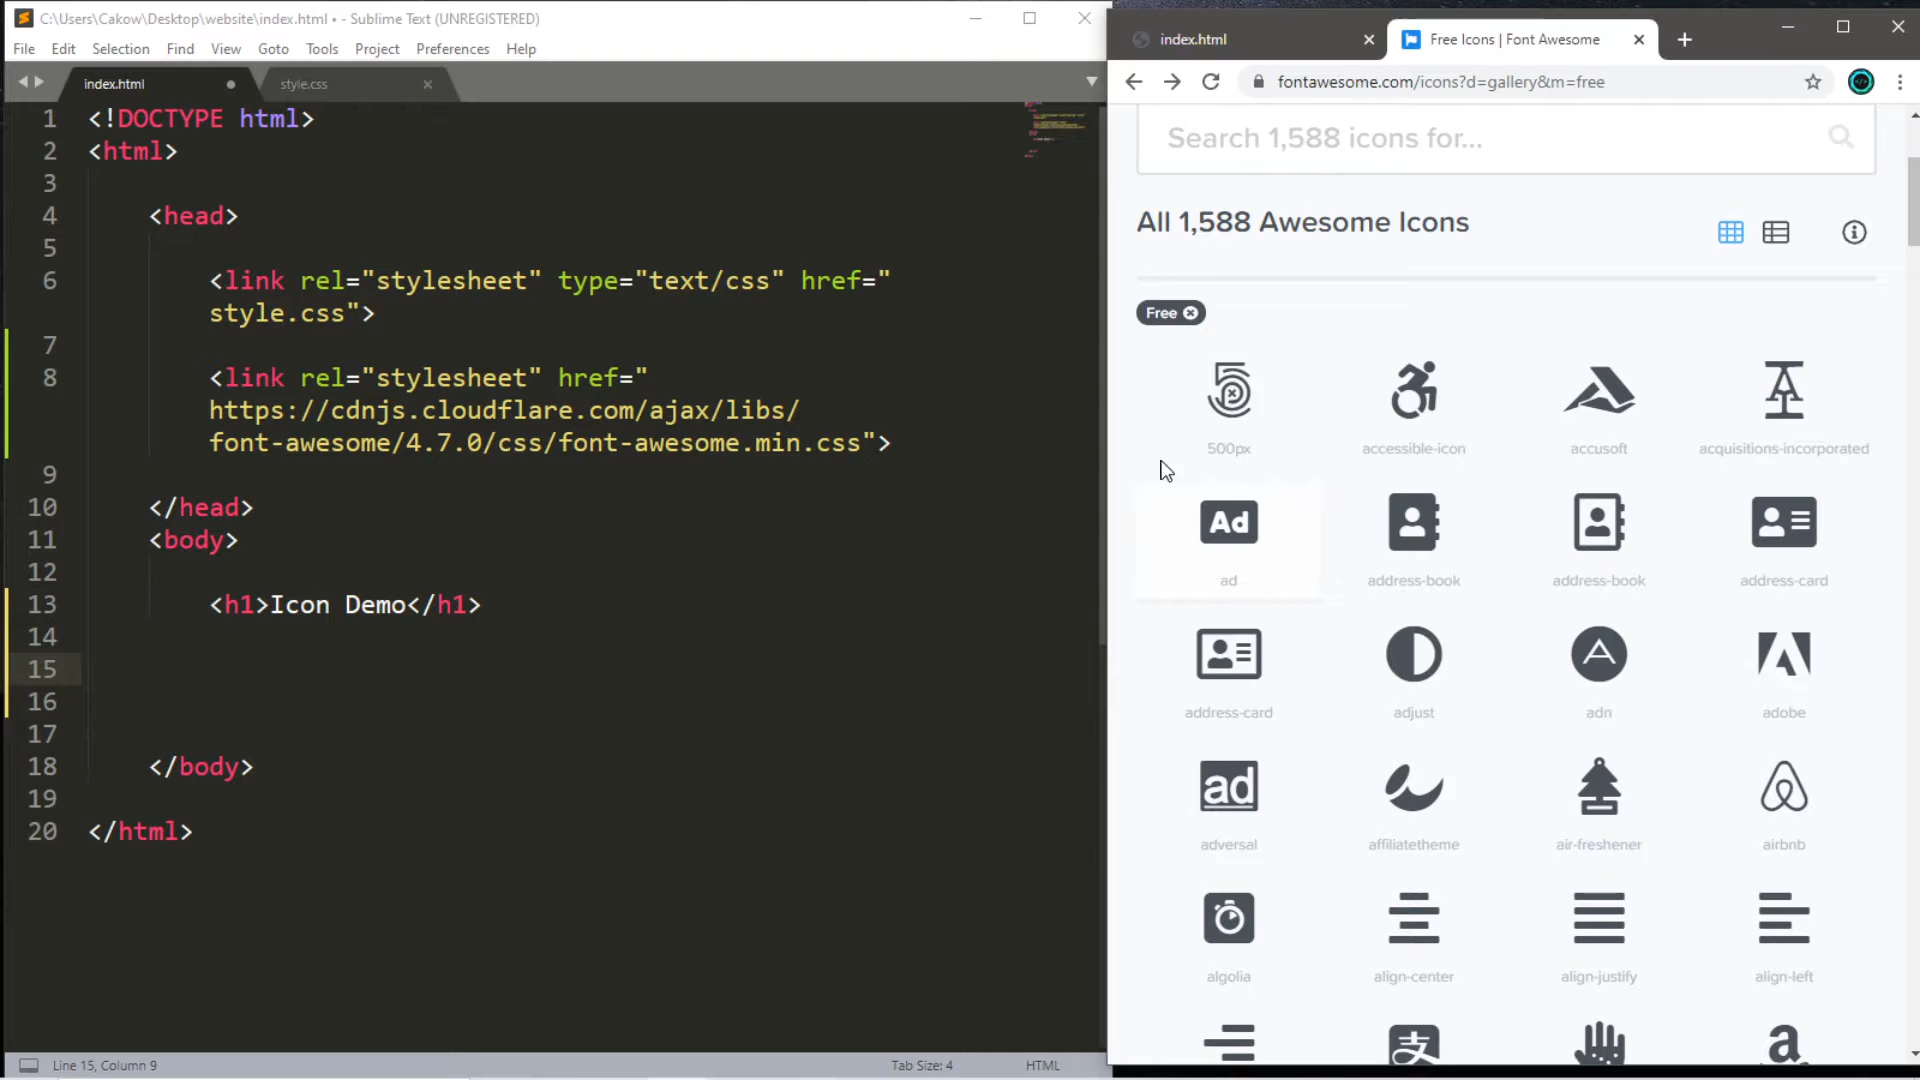 C:\Users\Cakow\Desktop\website\index.html • - Sublime Text (UNREGISTERED)
File Edit Selection Find View Goto Tools Project Preferences Help
index.html
style.css
1 <!DOCTYPE html>
2 <html>
3
4 <head>
5
6 <link rel="stylesheet" type="text/css" href="
style.css">
7
8 <link rel="stylesheet" href="
https://cdnjs.cloudflare.com/ajax/libs/
font-awesome/4.7.0/css/font-awesome.min.css">
9
10 </head>
11 <body>
12
13 <h1>Icon Demo</h1>
14
15
16
17
18 </body>
19
20 </html>
Line 15, Column 9
Tab Size: 4
HTML
index.html
Free Icons | Font Awesome
fontawesome.com/icons?d=gallery&m=free
Search 1,588 icons for...
All 1,588 Awesome Icons
Free
500px accessible-icon accusoft acquisitions-incorporated
Ad
ad address-book address-book address-card
address-card adjust adn adobe
ad
adversal affiliatetheme air-freshener airbnb
algolia align-center align-justify align-left